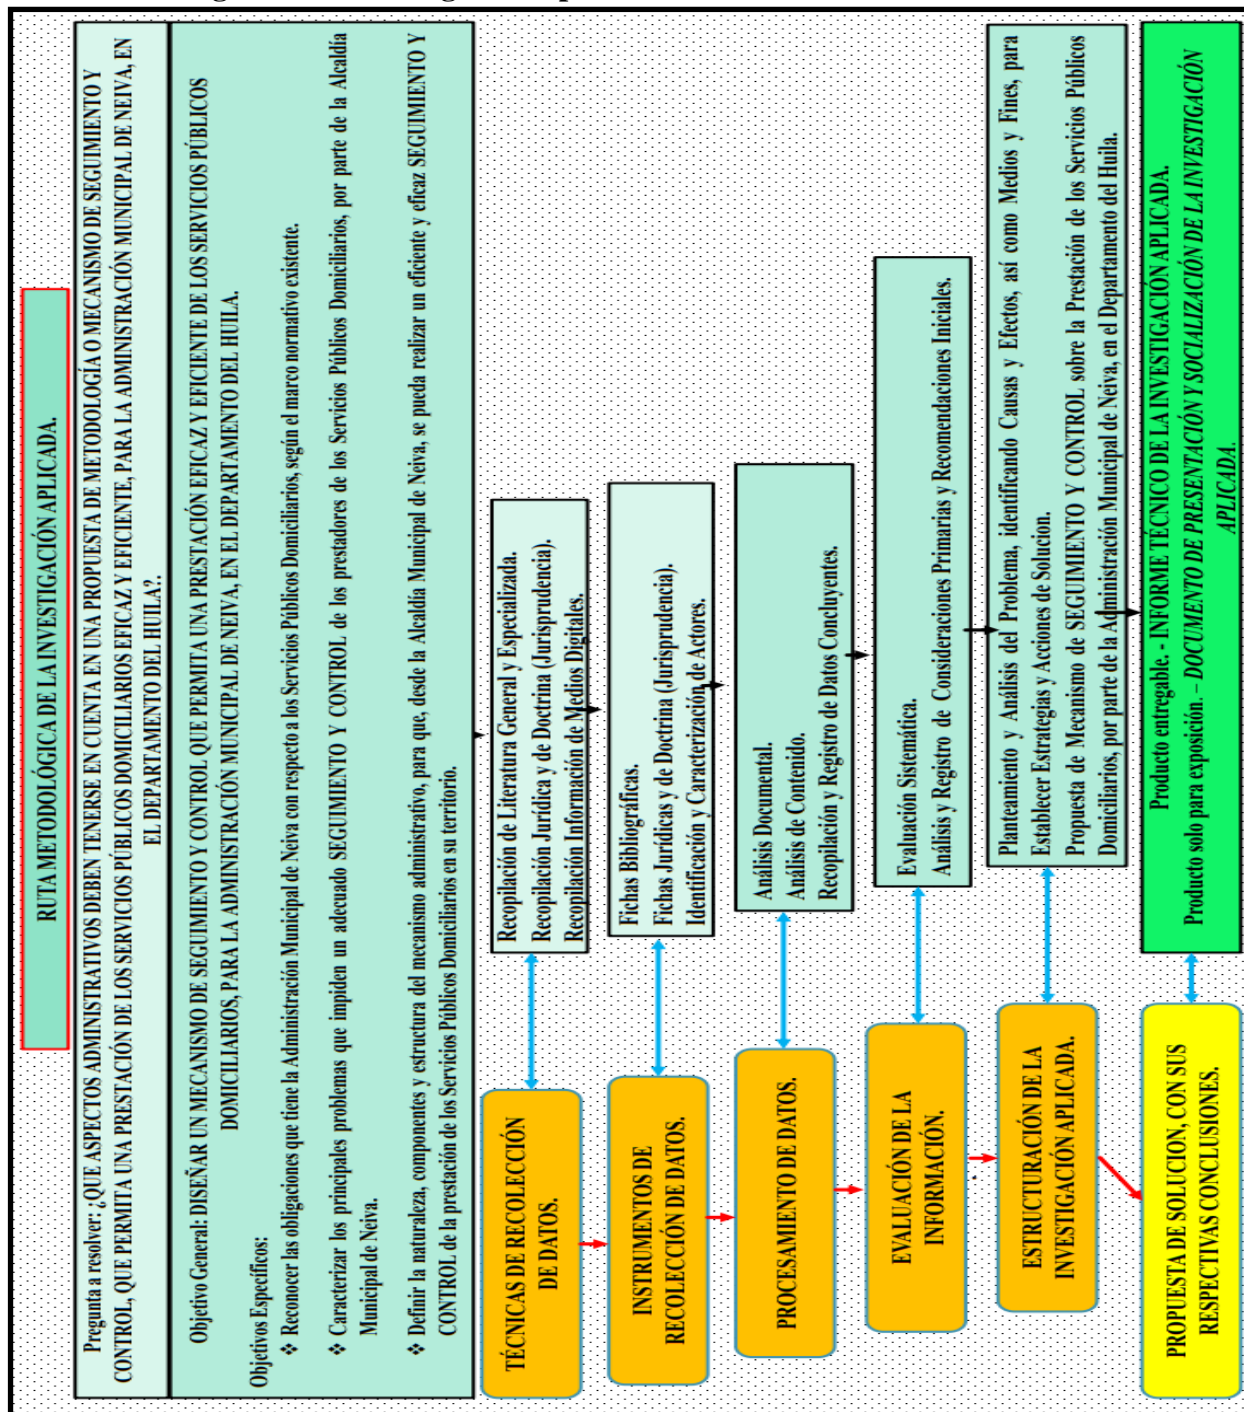 RUTA METODOLÓGICA DE LA INVESTIGACIÓN APLICADA.
Pregunta a resolver: ¿QUE ASPECTOS ADMINISTRATIVOS DEBEN TENERSE EN CUENTA EN UNA PROPUESTA DE METODOLOGÍA O MECANISMO DE SEGUIMIENTO Y
CONTROL, QUE PERMITA UNA PRESTACIÓN DE LOS SERVICIOS PÚBLICOS DOMICILIARIOS EFICAZ Y EFICIENTE, PARA LA ADMINISTRACIÓN MUNICIPAL DE NEIVA, EN
EL DEPARTAMENTO DEL HUILA?.
Objetivo General: DISEÑAR UN MECANISMO DE SEGUIMIENTO Y CONTROL QUE PERMITA UNA PRESTACIÓN EFICAZ Y EFICIENTE DE LOS SERVICIOS PÚBLICOS
DOMICILIARIOS, PARA LA ADMINISTRACIÓN MUNICIPAL DE NEIVA, EN EL DEPARTAMENTO DEL HUILA.
Objetivos Específicos:
❖ Reconocer las obligaciones que tiene la Administración Municipal de Neiva con respecto a los Servicios Públicos Domiciliarios, según el marco normativo existente.
❖ Caracterizar los principales problemas que impiden un adecuado SEGUIMIENTO Y CONTROL de los prestadores de los Servicios Públicos Domiciliarios, por parte de la Alcaldía
Municipal de Neiva.
❖ Definir la naturaleza, componentes y estructura del mecanismo administrativo, para que, desde la Alcaldía Municipal de Neiva, se pueda realizar un eficiente y eficaz SEGUIMIENTO Y
CONTROL de la prestación de los Servicios Públicos Domiciliarios en su territorio.
TÉCNICAS DE RECOLECCIÓN
DE DATOS.
Recopilación de Literatura General y Especializada.
Recopilación Jurídica y de Doctrina (Jurisprudencia).
Recopilación Información de Medios Digitales.
INSTRUMENTOS DE
RECOLECCIÓN DE DATOS.
Fichas Bibliográficas.
Fichas Jurídicas y de Doctrina (Jurisprudencia).
Identificación y Caracterización de Actores.
PROCESAMIENTO DE DATOS.
Análisis Documental.
Análisis de Contenido.
Recopilación y Registro de Datos Concluyentes.
EVALUACIÓN DE LA
INFORMACIÓN.
Evaluación Sistemática.
Análisis y Registro de Consideraciones Primarias y Recomendaciones Iniciales.
ESTRUCTURACIÓN DE LA
INVESTIGACIÓN APLICADA.
Planteamiento y Análisis del Problema, identificando Causas y Efectos, así como Medios y Fines, para
Establecer Estrategias y Acciones de Solucion.
Propuesta de Mecanismo de SEGUIMIENTO Y CONTROL sobre la Prestación de los Servicios Públicos
Domiciliarios, por parte de la Administración Municipal de Neiva, en el Departamento del Huila.
PROPUESTA DE SOLUCION, CON SUS
RESPECTIVAS CONCLUSIONES.
Producto entregable. - INFORME TÉCNICO DE LA INVESTIGACIÓN APLICADA.
Producto solo para exposición. – DOCUMENTO DE PRESENTACIÓN Y SOCIALIZACIÓN DE LA INVESTIGACIÓN
APLICADA.